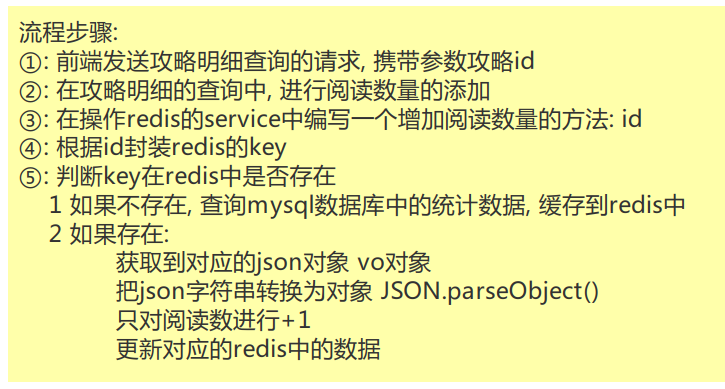 流程步骤:
①: 前端发送攻略明细查询的请求, 携带参数攻略id
②: 在攻略明细的查询中, 进行阅读数量的添加
③: 在操作redis的service中编写一个增加阅读数量的方法: id
④: 根据id封装redis的key
⑤: 判断key在redis中是否存在
1 如果不存在, 查询mysql数据库中的统计数据, 缓存到redis中
2 如果存在:
获取到对应的json对象 vo对象
把json字符串转换为对象 JSON.parseObject()
只对阅读数进行+1
更新对应的redis中的数据